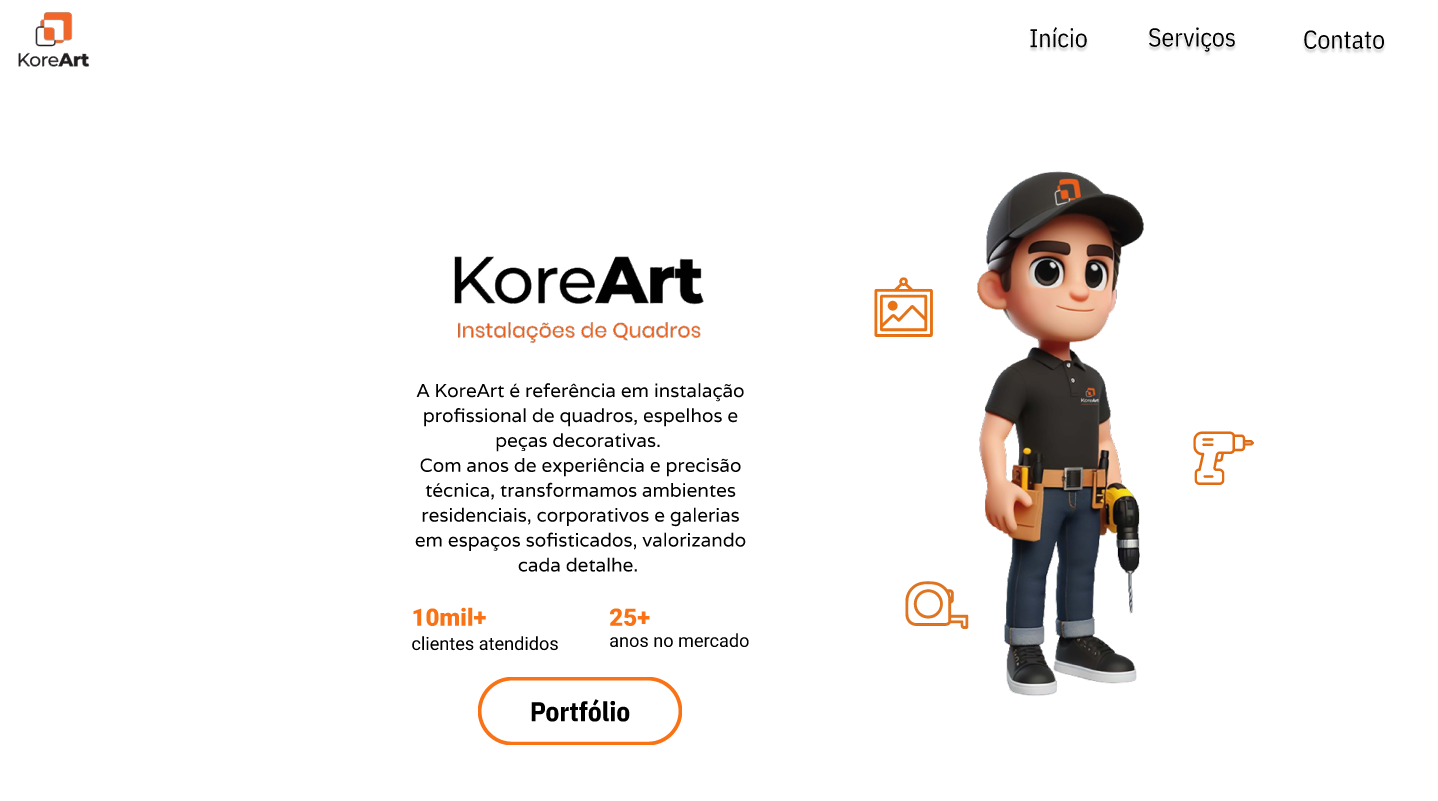 KoreArt
Início
Serviços
Contato
KoreArt
Instalações de Quadros
A KoreArt é referência em instalação
profissional de quadros, espelhos e
peças decorativas.
Com anos de experiência e precisão
técnica, transformamos ambientes
residenciais, corporativos e galerias
em espaços sofisticados, valorizando
cada detalhe.
10mil+
clientes atendidos
25+
anos no mercado
Portfólio
KoreArt